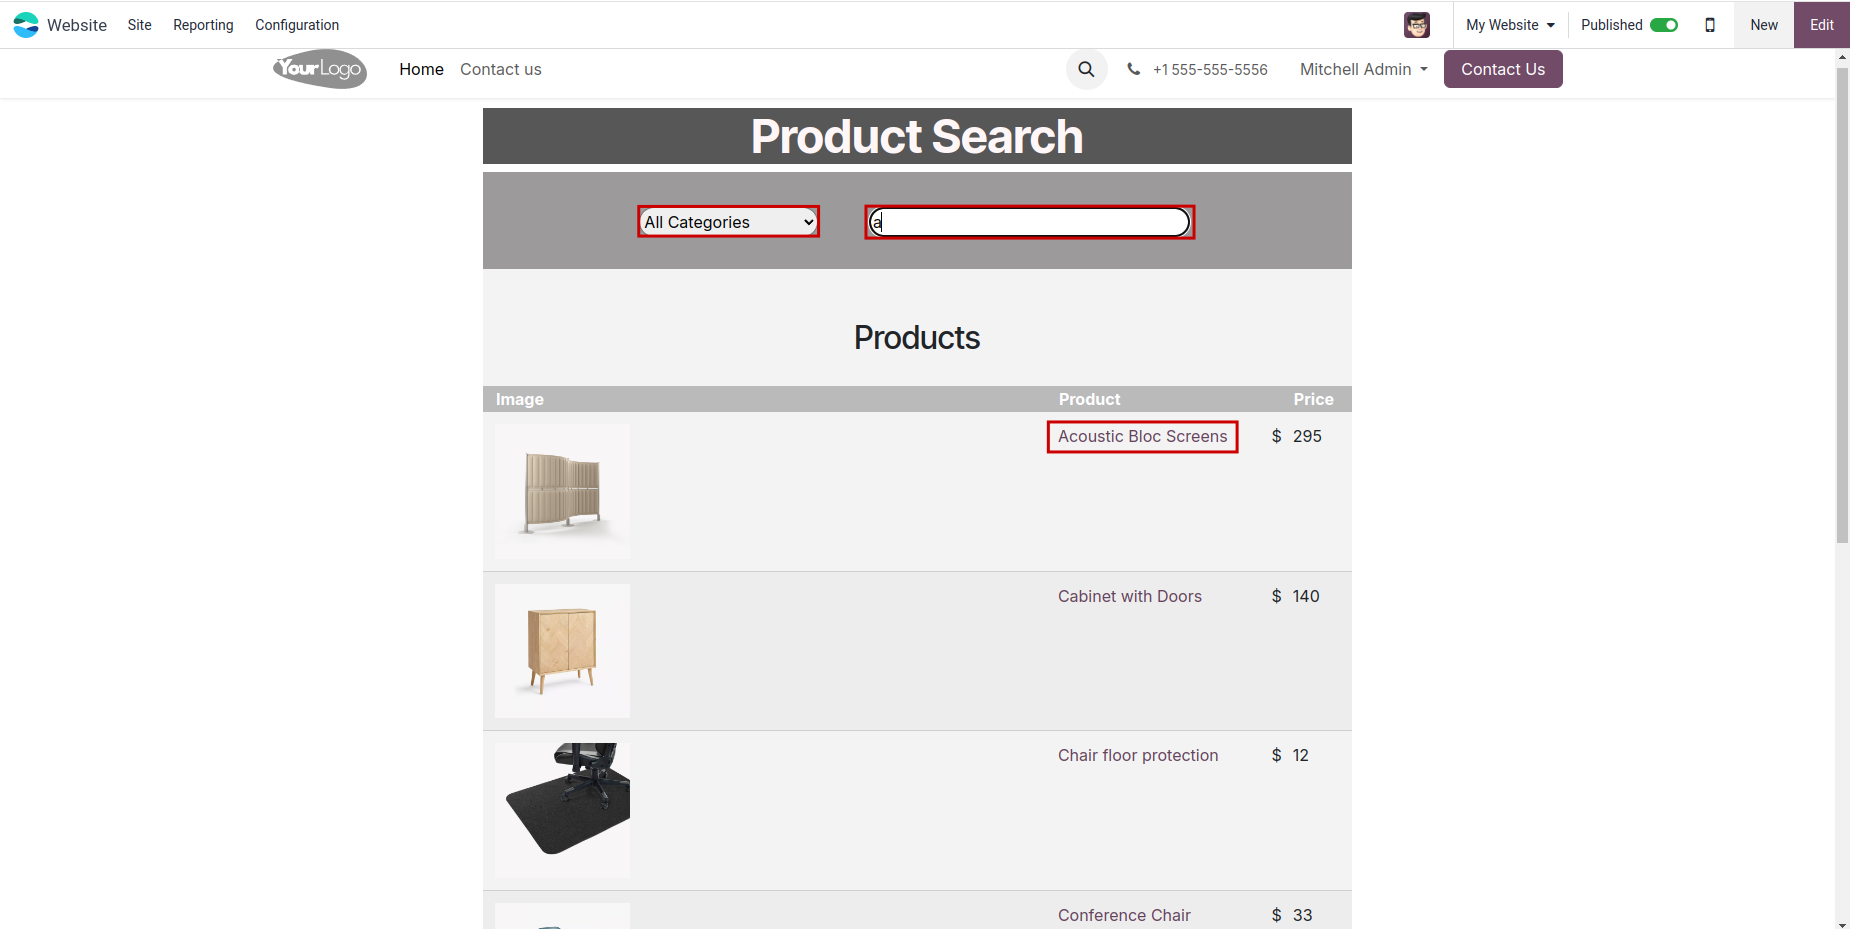 Website Site Reporting Configuration My Website Published New Edit
YourLogo Home Contact us +1 555-555-5556 Mitchell Admin Contact Us
Product Search
All Categories a
Products
Image Product Price
Acoustic Bloc Screens $ 295
Cabinet with Doors $ 140
Chair floor protection $ 12
Conference Chair $ 33